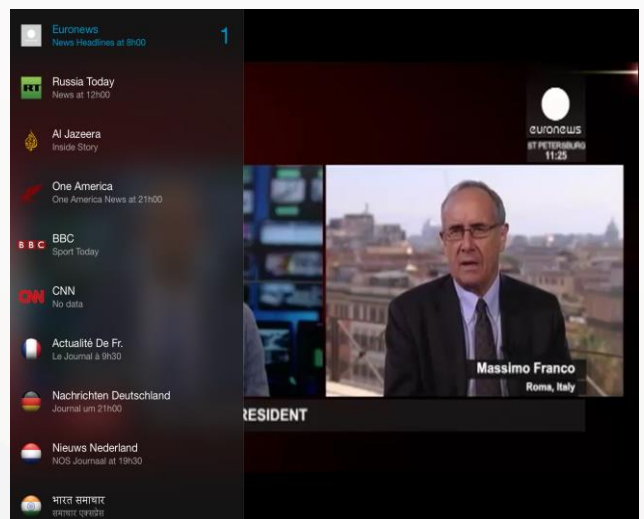 Euronews
News Headlines at 8h00
1
RT
Russia Today
News at 12h00
Al Jazeera
Inside Story
One America
One America News at 21h00
BBC
BBC
Sport Today
CNN
CNN
No data
Actualité De Fr.
Le Journal à 9h30
Nachrichten Deutschland
Journal um 21h00
Nieuws Nederland
NOS Journaal at 19h30
भारत समाचार
समाचार एक्सप्रेस
euronews
ST PETERSBURG
11:25
Massimo Franco
Roma, Italy
RESIDENT